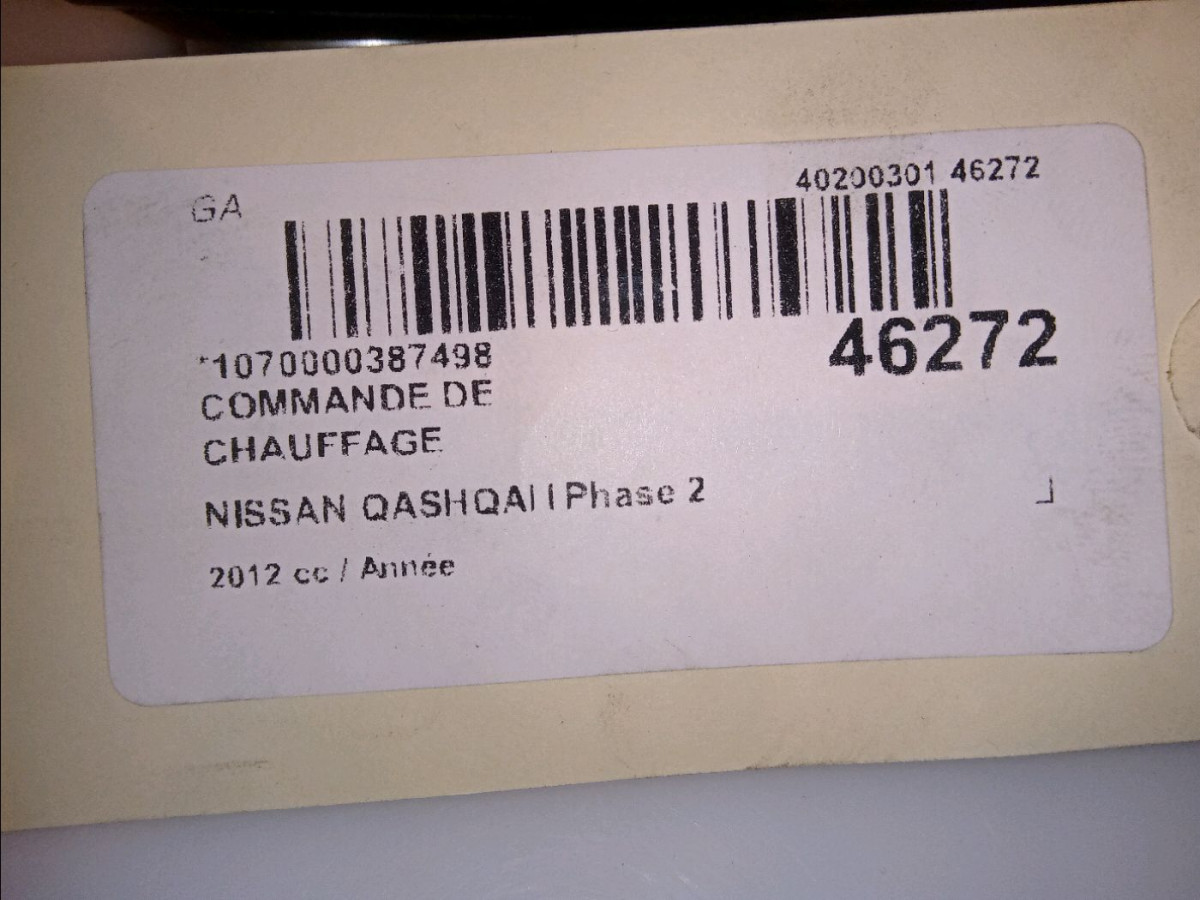 GA
40200301 46272
*1070000387498
46272
COMMANDE DE
CHAUFFAGE
NISSAN QASHQAI I Phase 2
2012 cc / Année